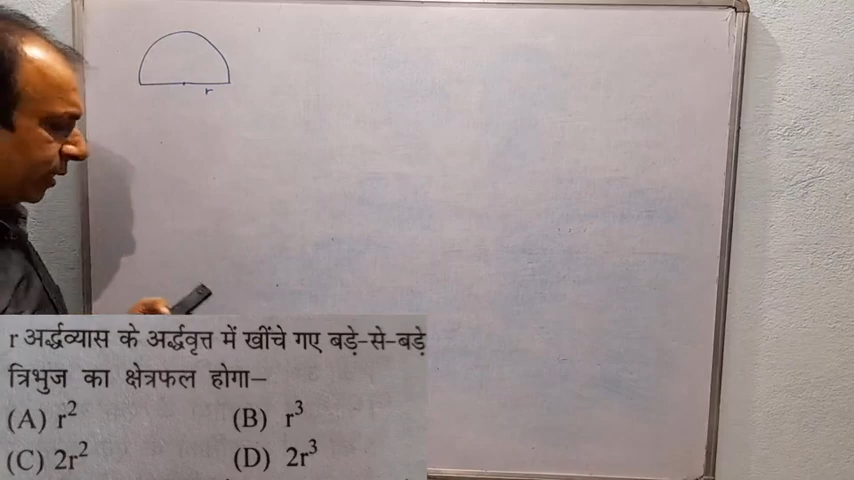 r
r अर्द्धव्यास के अर्द्धवृत्त में खींचे गए बड़े-से-बड़े
त्रिभुज का क्षेत्रफल होगा–
(A) r² (B) r³
(C) 2r² (D) 2r³